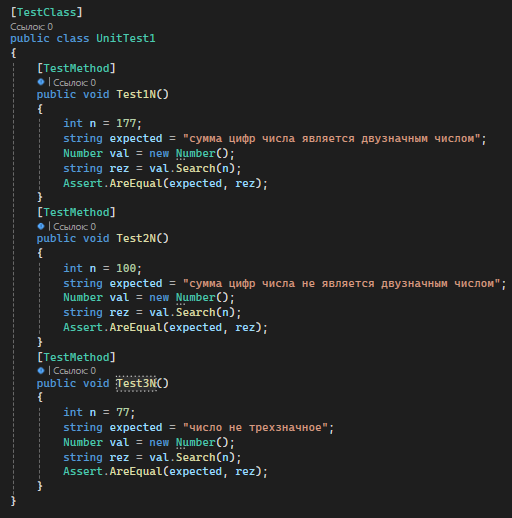 [TestClass]
Ссылок: 0
public class UnitTest1
{
[TestMethod]
| Ссылок: 0
public void Test1N()
{
int n = 177;
string expected = "сумма цифр числа является двузначным числом";
Number val = new Number();
string rez = val.Search(n);
Assert.AreEqual(expected, rez);
}
[TestMethod]
| Ссылок: 0
public void Test2N()
{
int n = 100;
string expected = "сумма цифр числа не является двузначным числом";
Number val = new Number();
string rez = val.Search(n);
Assert.AreEqual(expected, rez);
}
[TestMethod]
| Ссылок: 0
public void Test3N()
{
int n = 77;
string expected = "число не трехзначное";
Number val = new Number();
string rez = val.Search(n);
Assert.AreEqual(expected, rez);
}
}